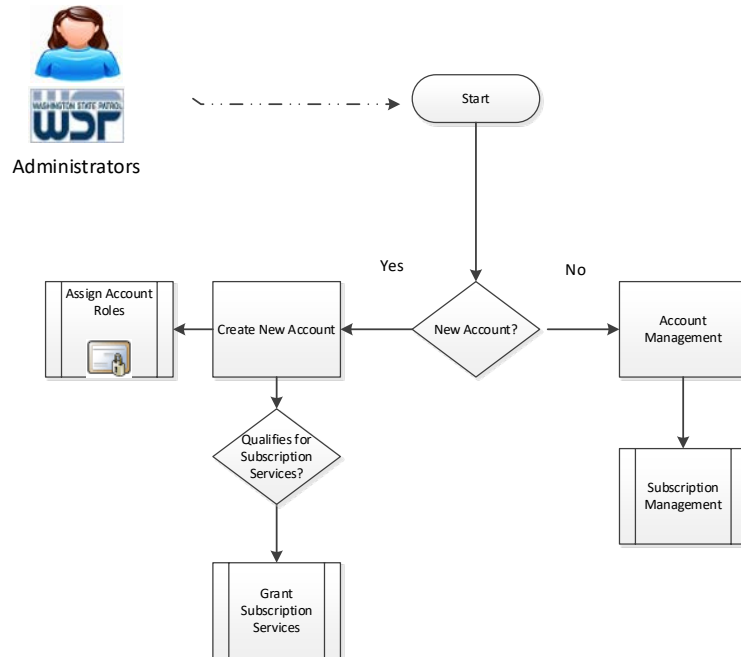 WASHINGTON STATE PATROL
WSP
Administrators
Start
Yes
No
Assign Account
Roles
Create New Account
New Account?
Account
Management
Qualifies for
Subscription
Services?
Subscription
Management
Grant
Subscription
Services